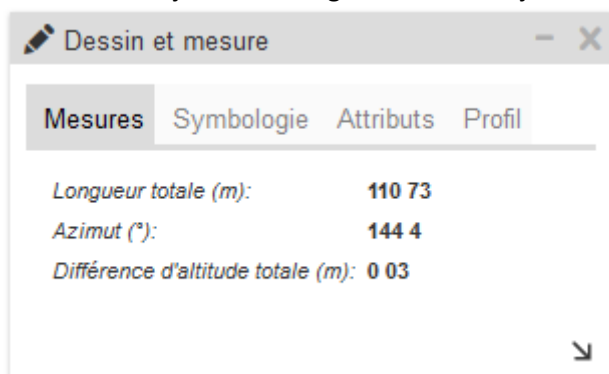 Dessin et mesure
Mesures Symbologie Attributs Profil
Longueur totale (m): 110 73
Azimut (°): 144 4
Différence d'altitude totale (m): 0 03